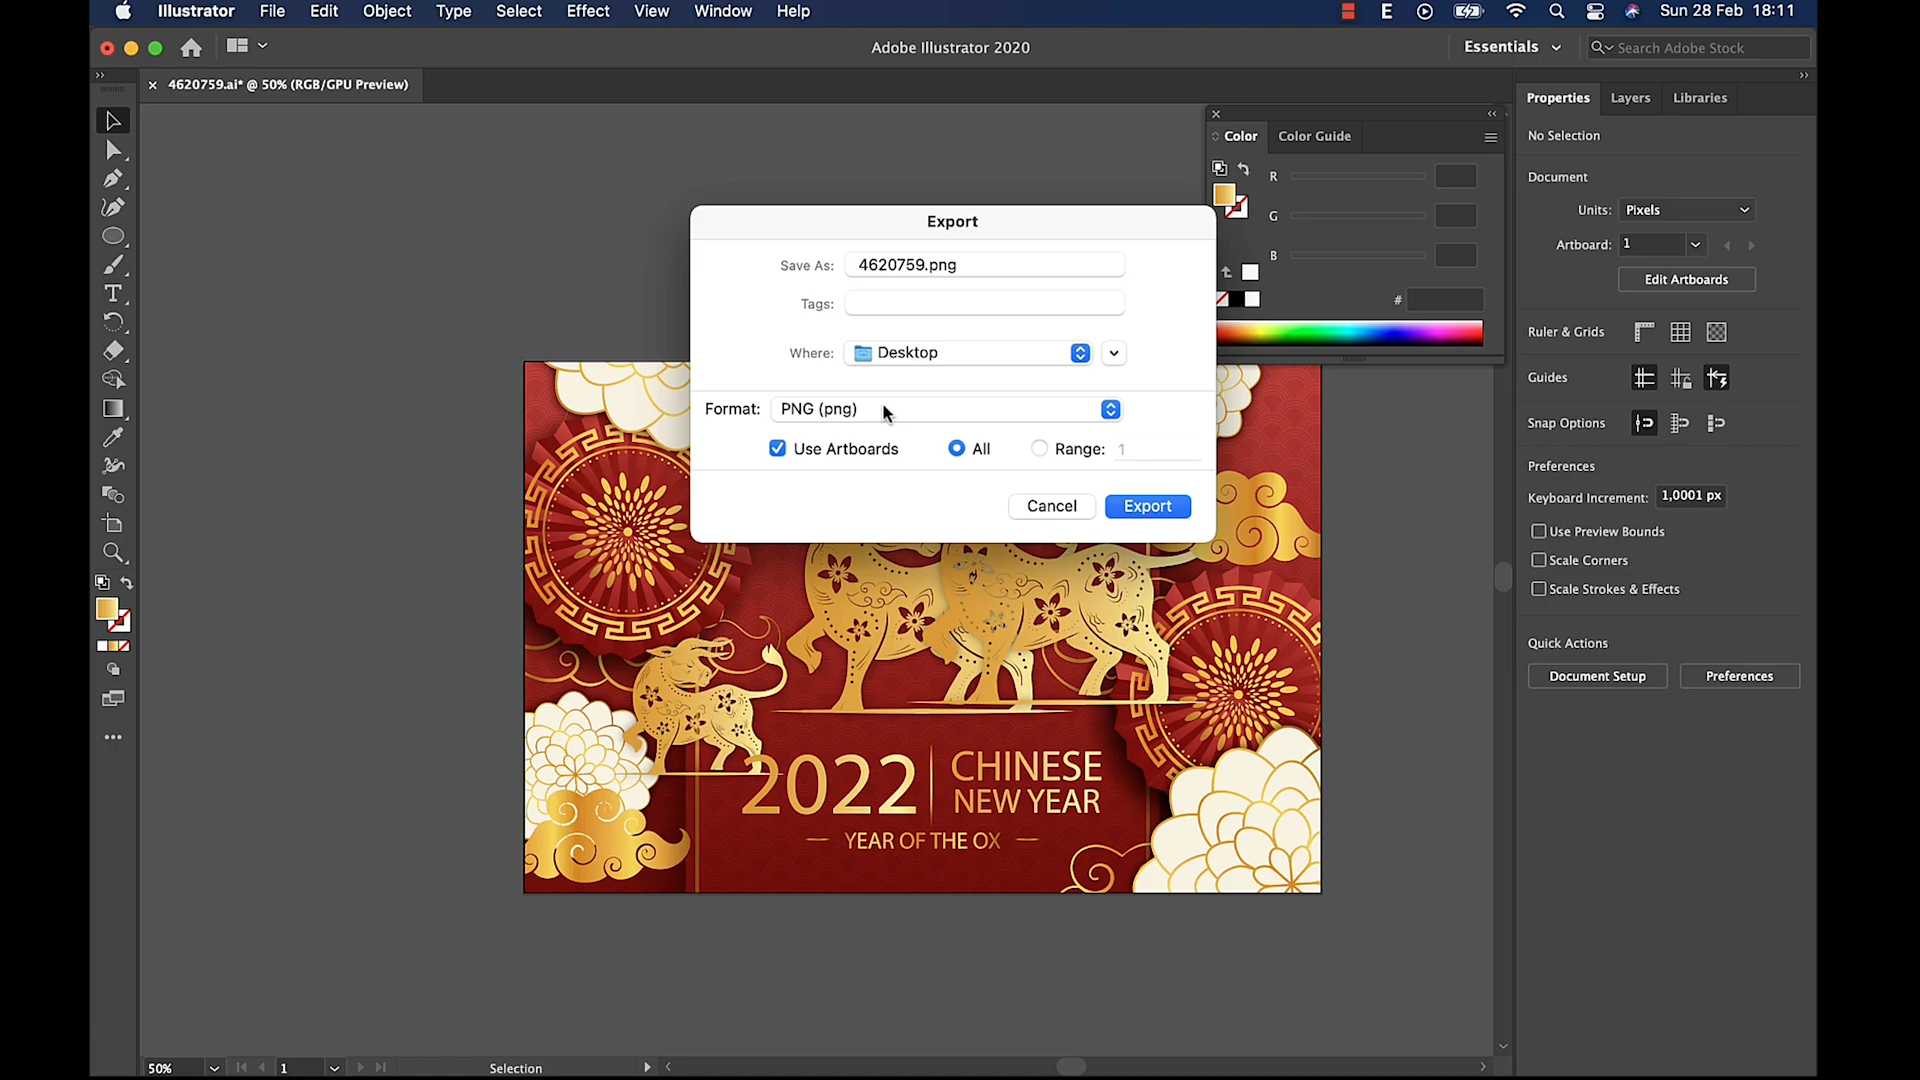 Illustrator File Edit Object Type Select Effect View Window Help E Sun 28 Feb 18:11
Adobe Illustrator 2020 Essentials Search Adobe Stock
4620759.ai* @ 50% (RGB/GPU Preview)
Color Color Guide
R
G
B
#
Export
Save As: 4620759.png
Tags:
Where: Desktop
Format: PNG (png)
Use Artboards All Range: 1
Cancel Export
2022 CHINESE
NEW YEAR
YEAR OF THE OX
Properties Layers Libraries
No Selection
Document
Units: Pixels
Artboard: 1
Edit Artboards
Ruler & Grids
Guides
Snap Options
Preferences
Keyboard Increment: 1,0001 px
Use Preview Bounds
Scale Corners
Scale Strokes & Effects
Quick Actions
Document Setup Preferences
50% 1 Selection